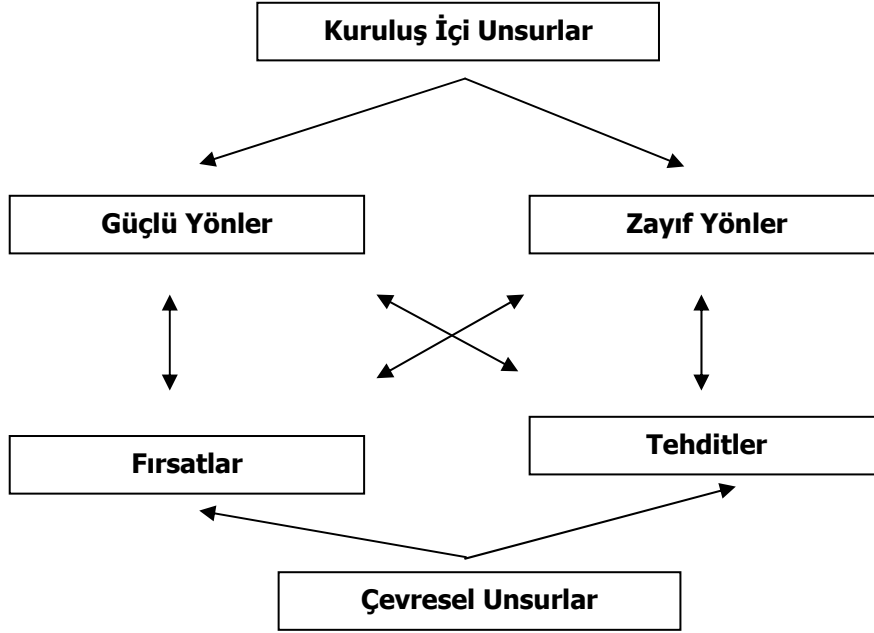 Kuruluş İçi Unsurlar
Güçlü Yönler
Zayıf Yönler
Fırsatlar
Tehditler
Çevresel Unsurlar